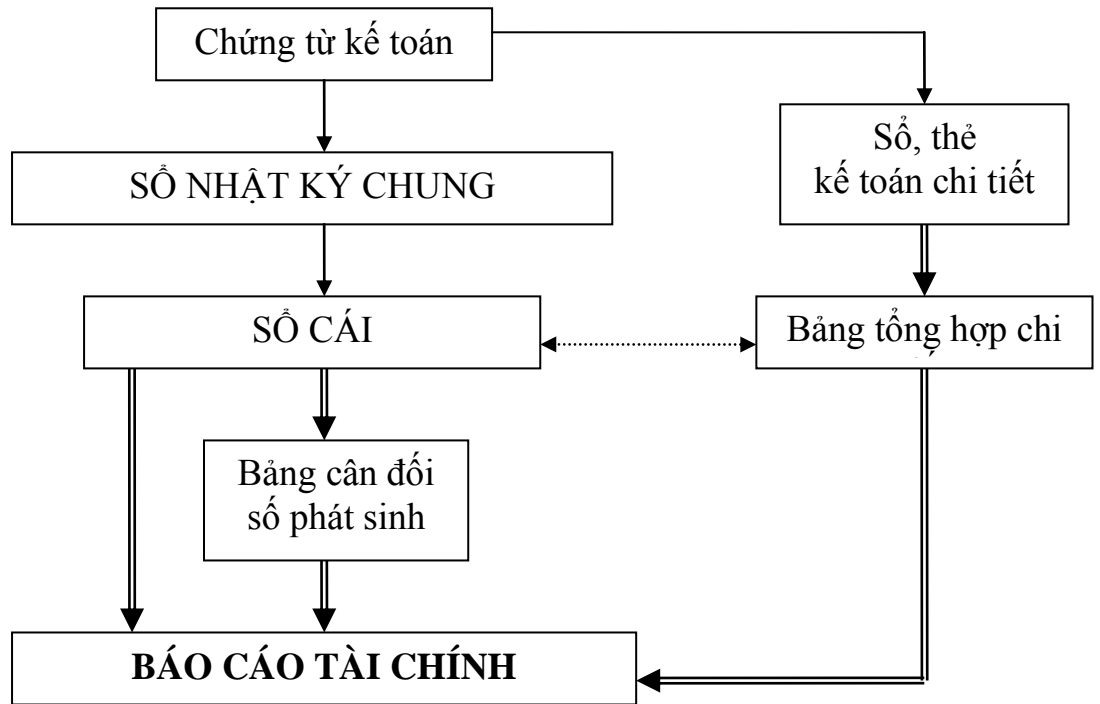 Chứng từ kế toán
Sổ, thẻ
kế toán chi tiết
SỔ NHẬT KÝ CHUNG
SỔ CÁI
Bảng tổng hợp chi
Bảng cân đối
số phát sinh
BÁO CÁO TÀI CHÍNH